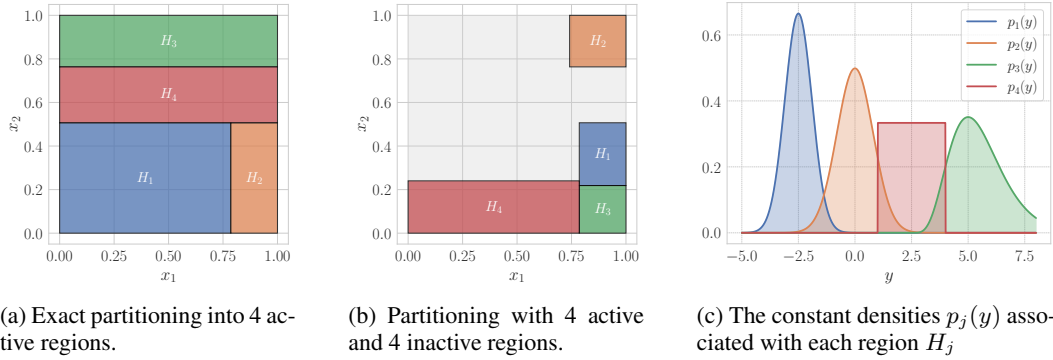 1.0
0.8
0.6
0.4
0.2
0.0
x₂
H₃
H₄
H₁
H₂
0.00 0.25 0.50 0.75 1.00
x₁
1.0
0.8
0.6
0.4
0.2
0.0
x₂
H₂
H₁
H₄
H₃
0.00 0.25 0.50 0.75 1.00
x₁
0.6
0.4
0.2
0.0
p₁(y)
p₂(y)
p₃(y)
p₄(y)
−5.0 −2.5 0.0 2.5 5.0 7.5
y
(a) Exact partitioning into 4 ac-
tive regions.
(b) Partitioning with 4 active
and 4 inactive regions.
(c) The constant densities pⱼ(y) asso-
ciated with each region Hⱼ